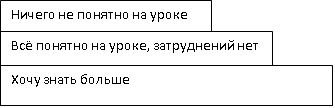 Ничего не понятно на уроке
Всё понятно на уроке, затруднений нет
Хочу знать больше